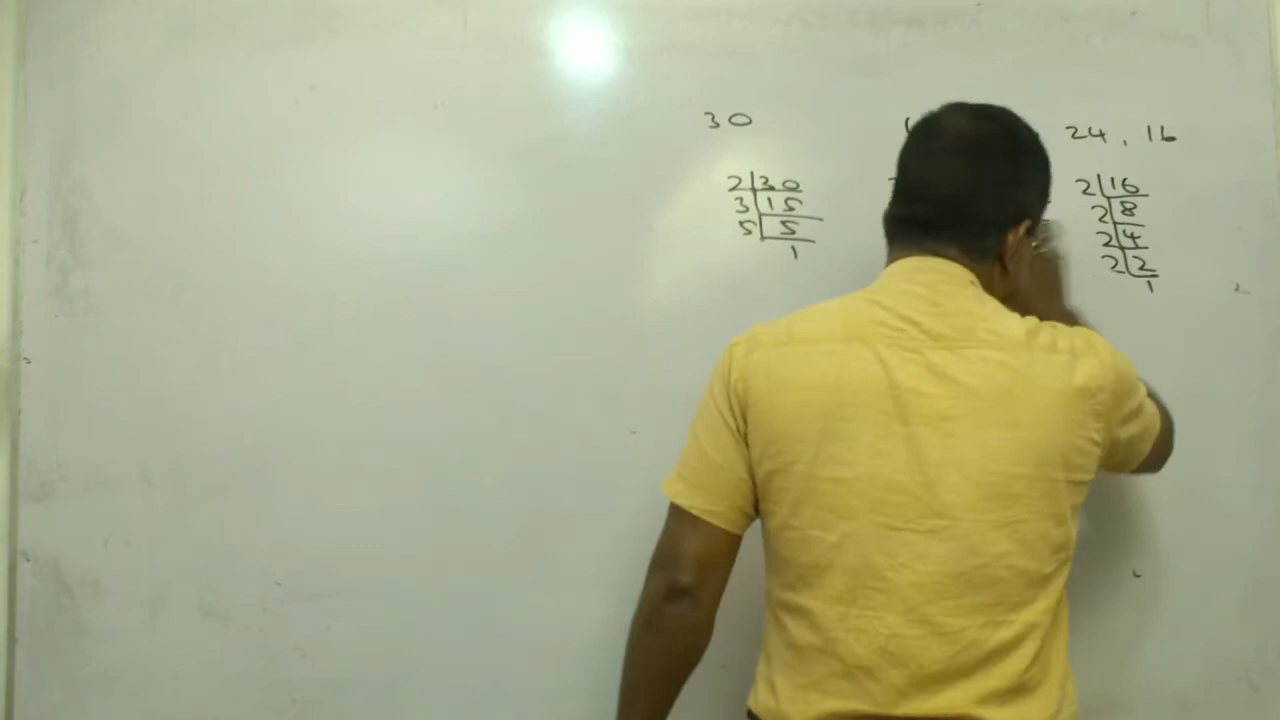 30
24, 16
2 | 30
3 | 15
5 | 5
1
2 | 16
2 | 8
2 | 4
2 | 2
1